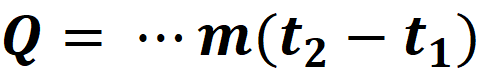 Q = ⋯ m(t₂ − t₁)